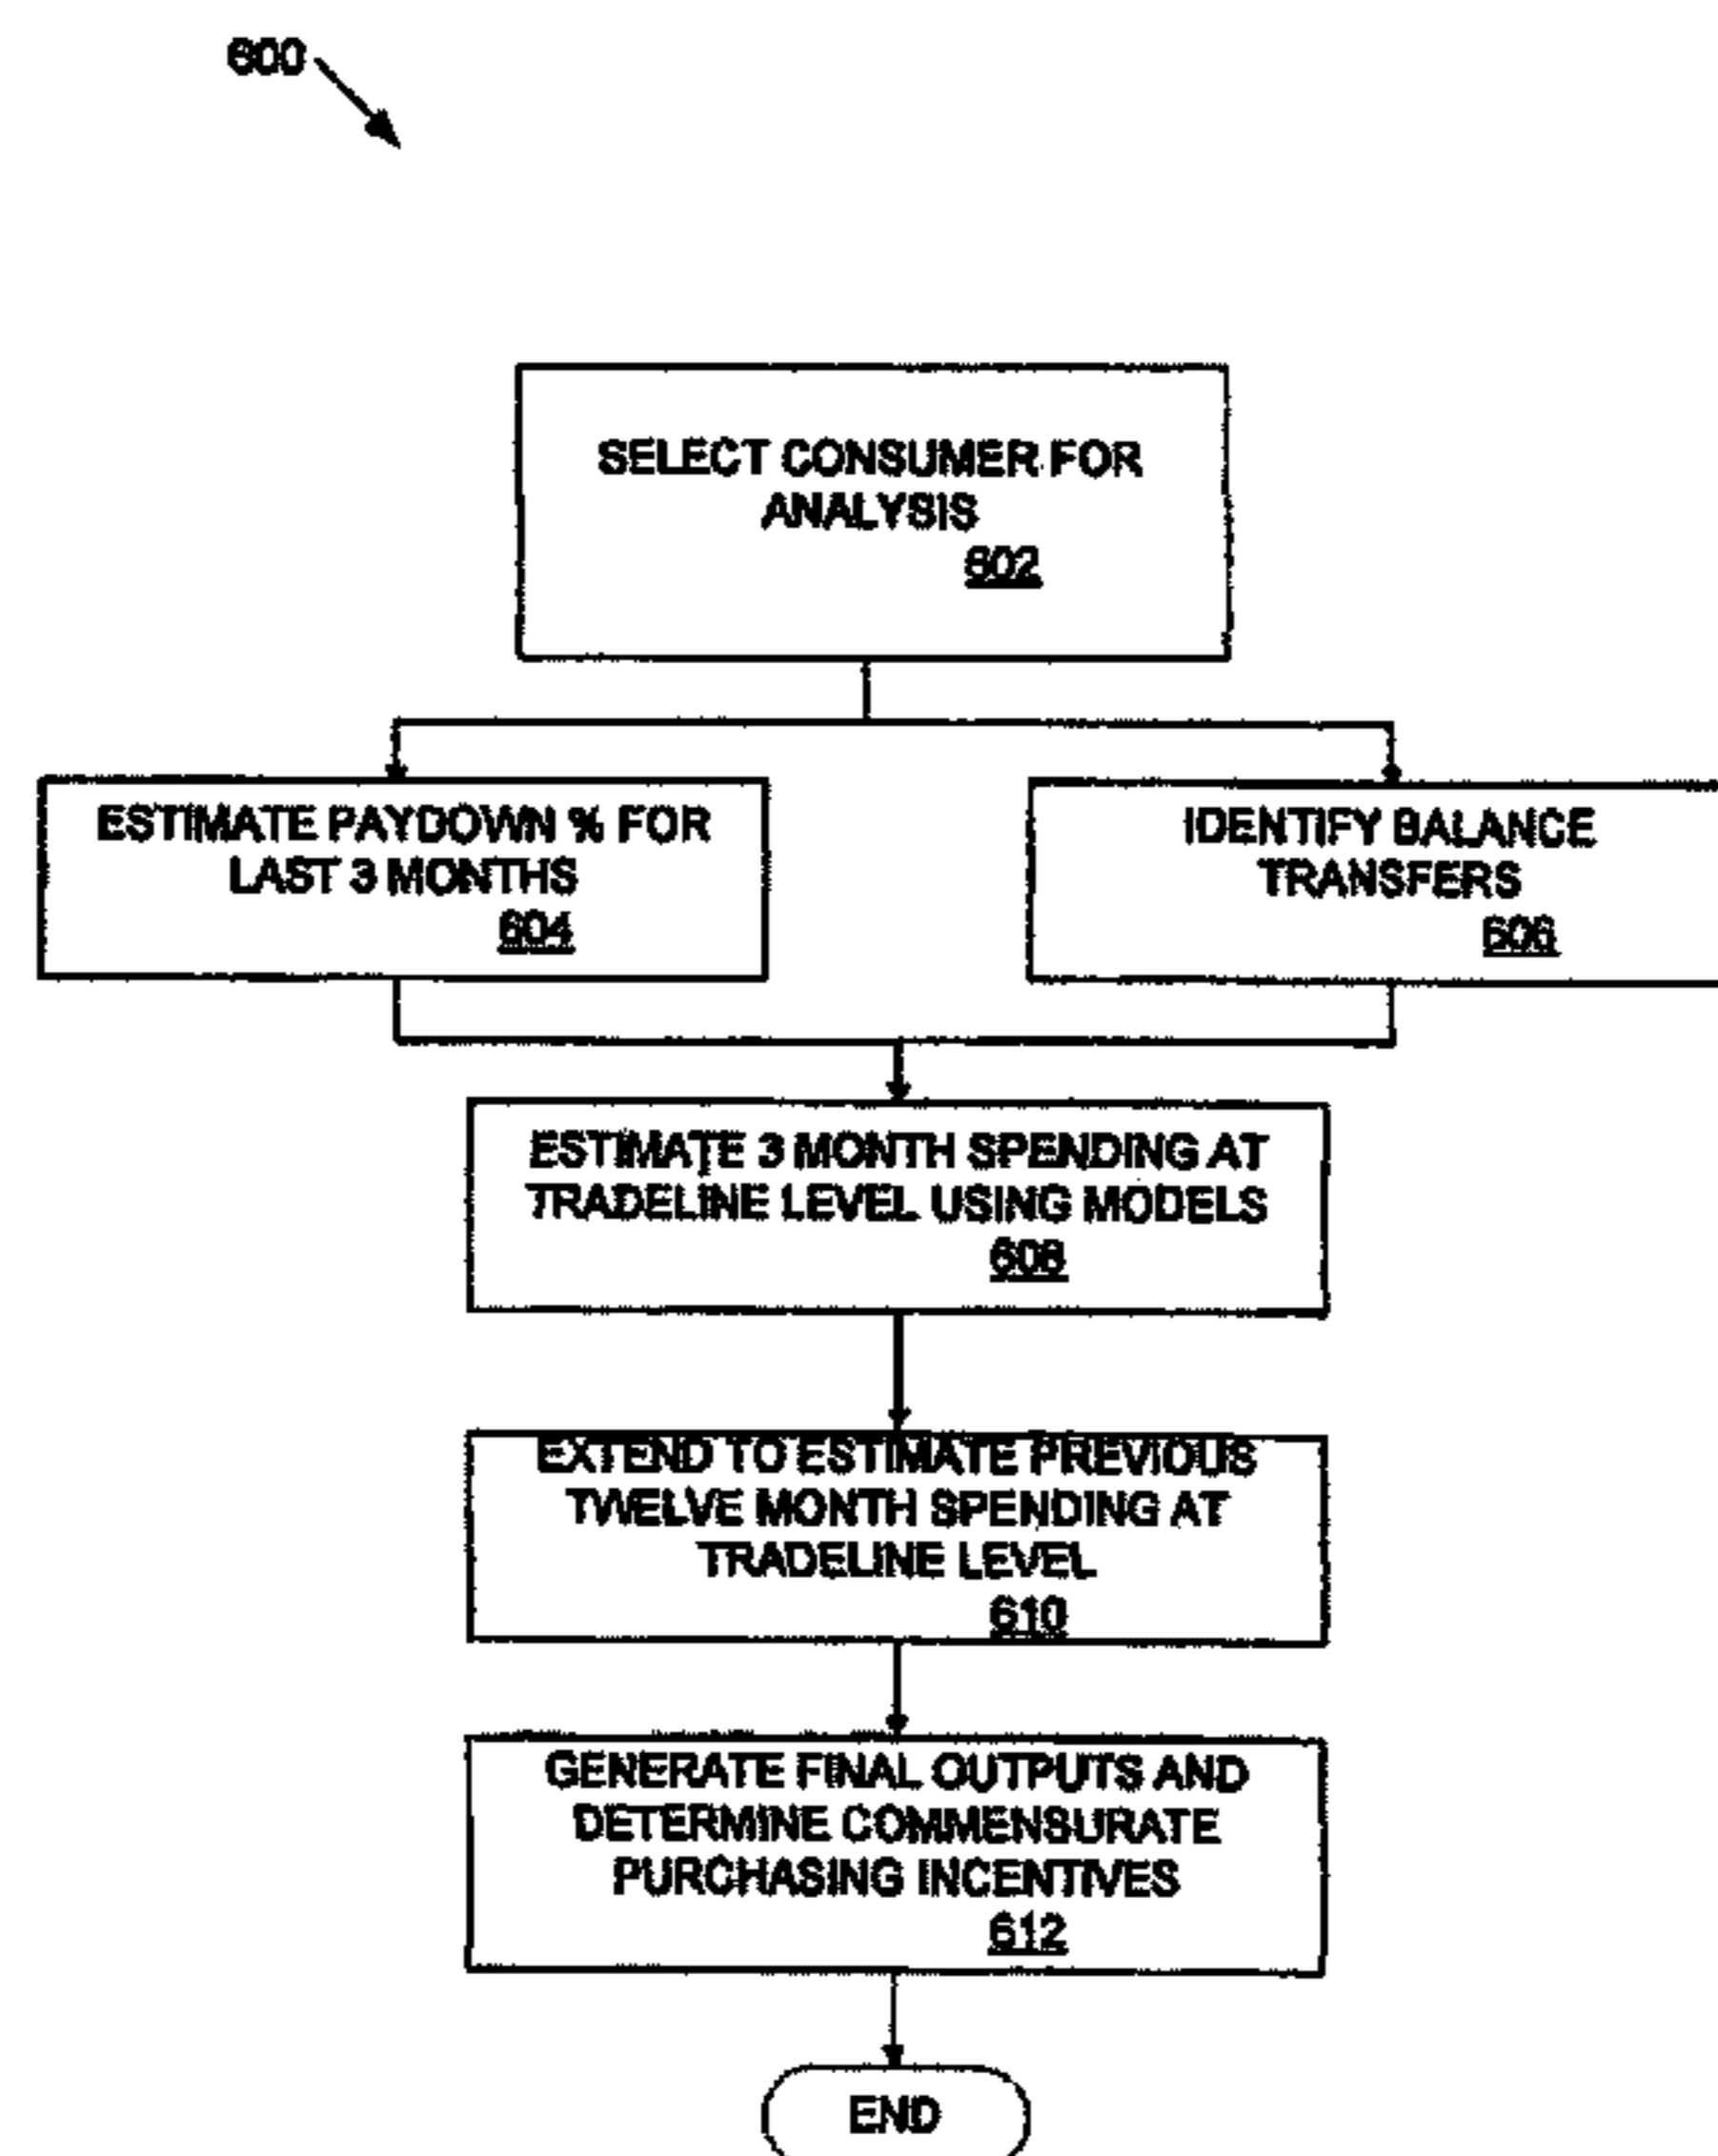 600
SELECT CONSUMER FOR
ANALYSIS
602
ESTIMATE PAYDOWN % FOR
LAST 3 MONTHS
604
IDENTIFY BALANCE
TRANSFERS
606
ESTIMATE 3 MONTH SPENDING AT
TRADELINE LEVEL USING MODELS
608
EXTEND TO ESTIMATE PREVIOUS
TWELVE MONTH SPENDING AT
TRADELINE LEVEL
610
GENERATE FINAL OUTPUTS AND
DETERMINE COMMENSURATE
PURCHASING INCENTIVES
612
END